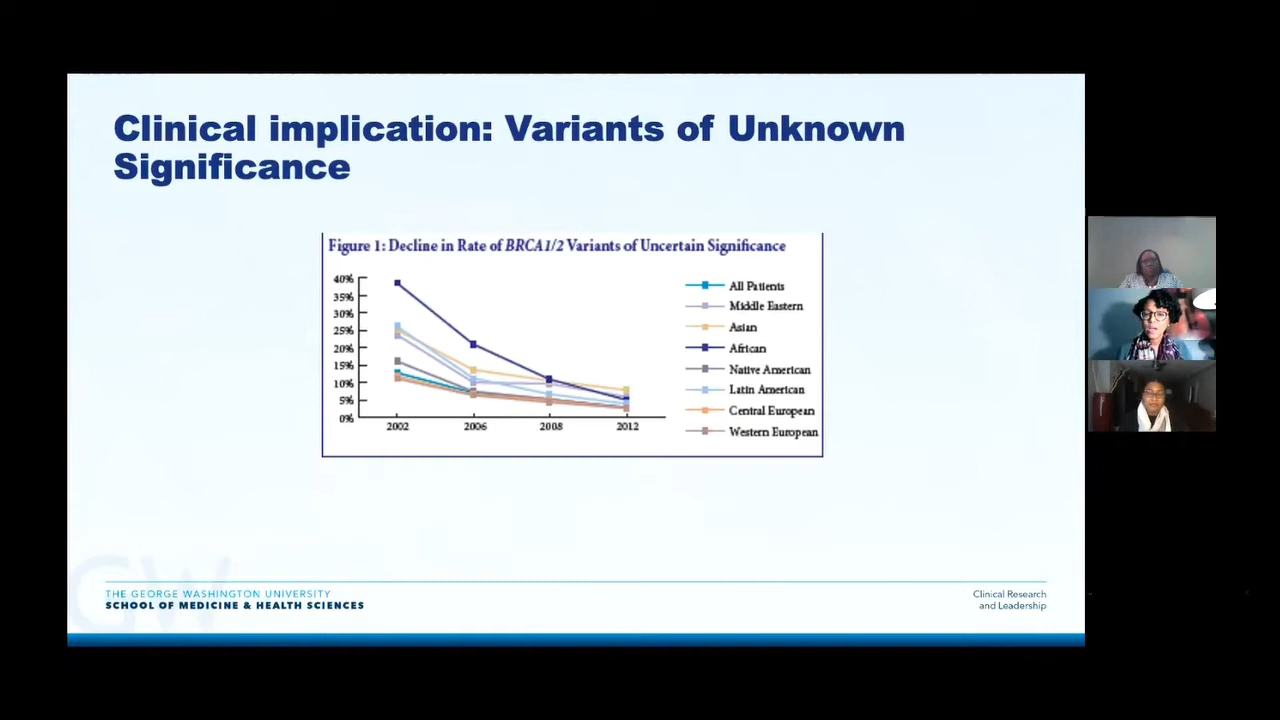 Clinical implication: Variants of Unknown
Significance
Figure 1: Decline in Rate of BRCA1/2 Variants of Uncertain Significance
40%
35%
30%
25%
20%
15%
10%
5%
0%
2002 2006 2008 2012
All Patients
Middle Eastern
Asian
African
Native American
Latin American
Central European
Western European
GW
THE GEORGE WASHINGTON UNIVERSITY
SCHOOL OF MEDICINE & HEALTH SCIENCES
Clinical Research
and Leadership